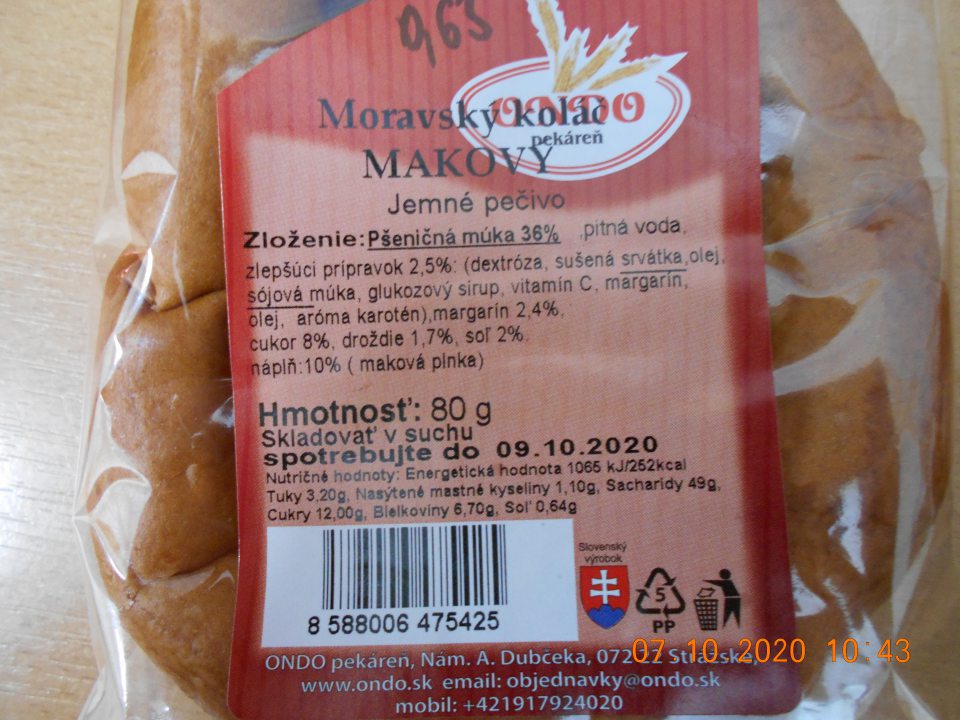 0,65
ONDO
pekáreň
Moravský koláč
MAKOVÝ
Jemné pečivo
Zloženie: Pšeničná múka 36% ,pitná voda,
zlepšúci prípravok 2,5%: (dextróza, sušená srvátka,olej,
sójová múka, glukozový sirup, vitamín C, margarín,
olej, aróma karotén),margarín 2,4%,
cukor 8%, droždie 1,7%, soľ 2%,
náplň:10% ( maková plnka)
Hmotnosť: 80 g
Skladovať v suchu
spotrebujte do 09.10.2020
Nutričné hodnoty: Energetická hodnota 1065 kJ/252kcal
Tuky 3,20g, Nasýtené mastné kyseliny 1,10g, Sacharidy 49g,
Cukry 12,00g, Bielkoviny 6,70g, Soľ 0,64g
8 588006 475425
Slovenský
výrobok
5
PP
ONDO pekáreň, Nám. A. Dubčeka, 072 22 Strážske,
www.ondo.sk email: objednavky@ondo.sk
mobil: +421917924020
07.10.2020 10:43